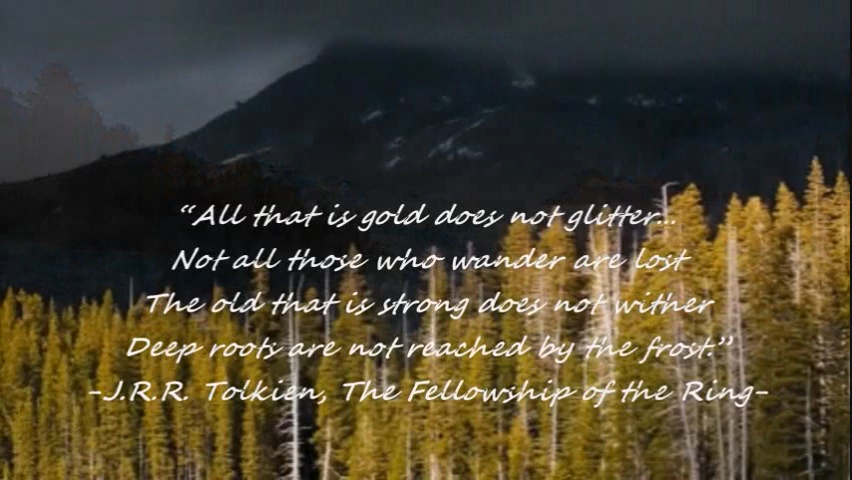 “All that is gold does not glitter...
Not all those who wander are lost
The old that is strong does not wither
Deep roots are not reached by the frost.”
-J.R.R. Tolkien, The Fellowship of the Ring-